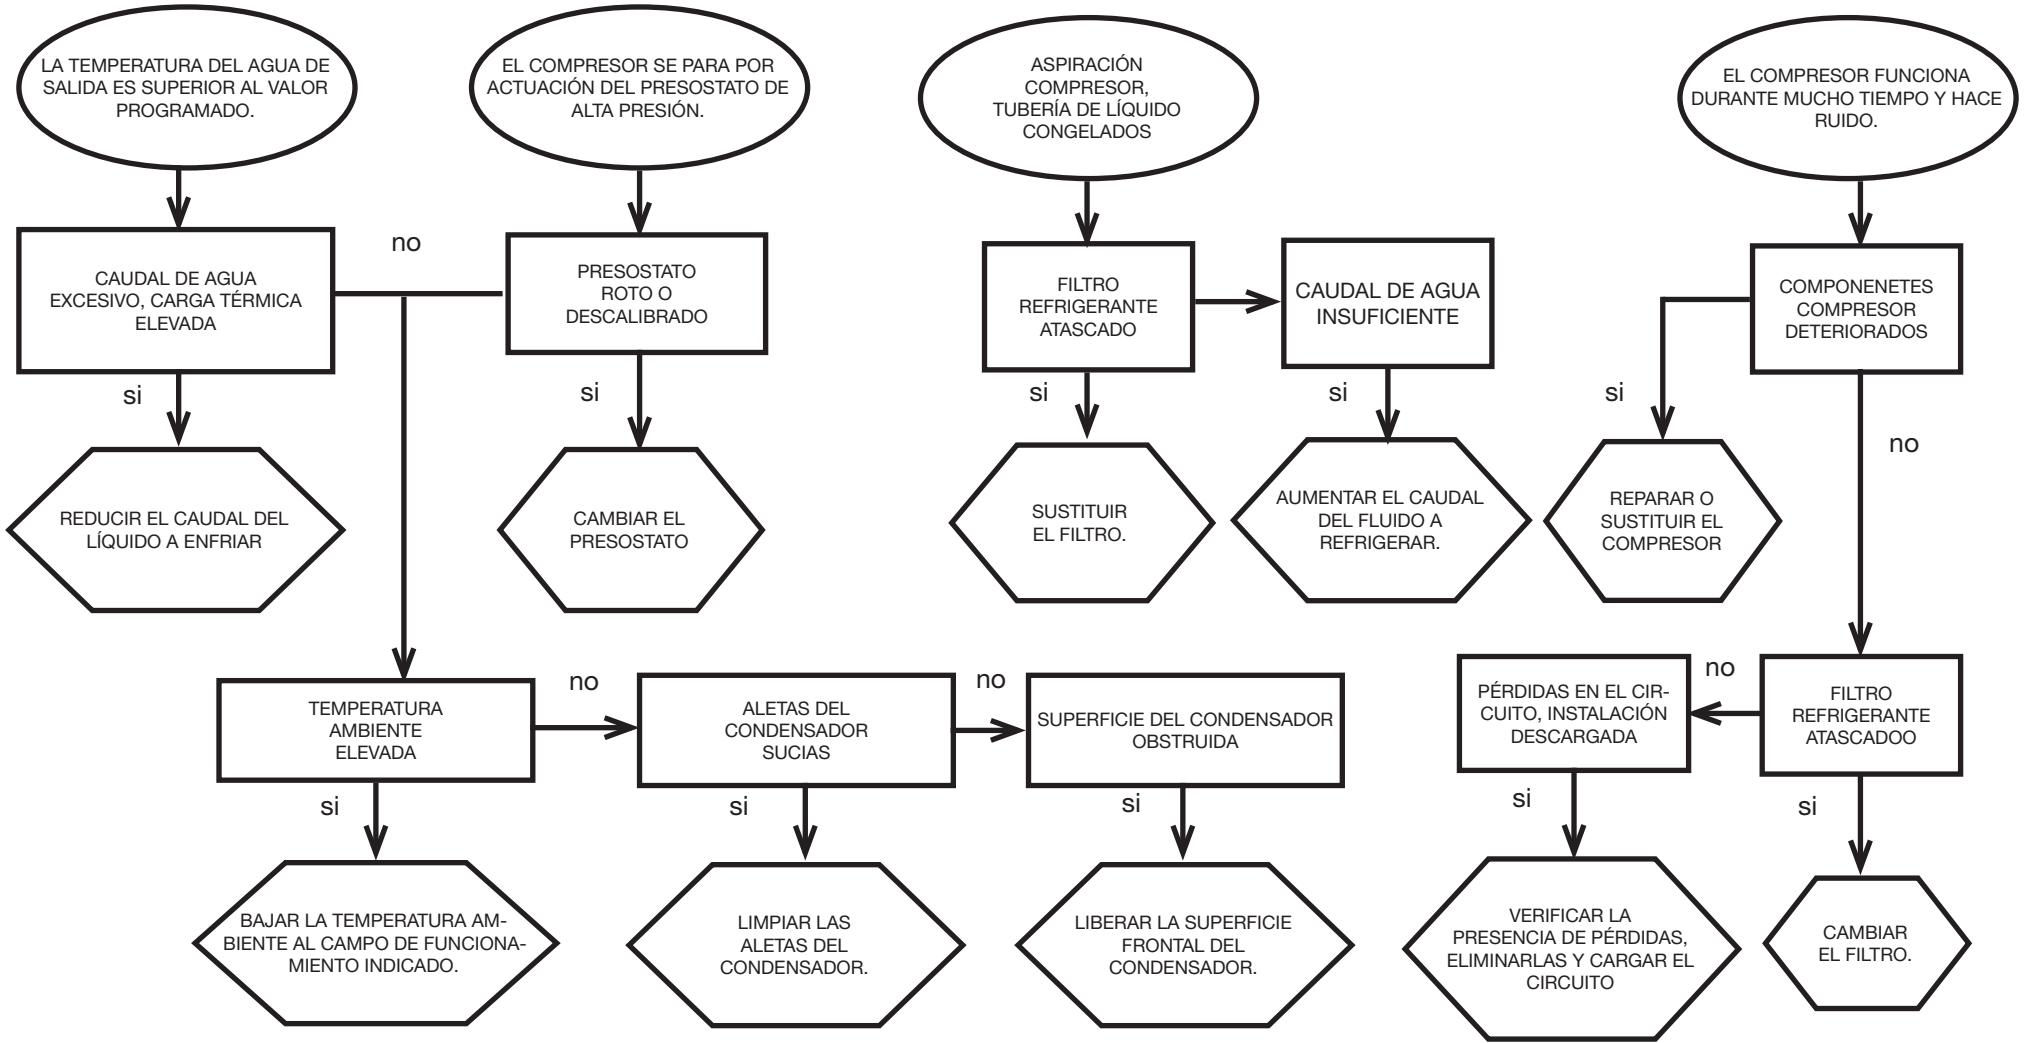 LA TEMPERATURA DEL AGUA DE
SALIDA ES SUPERIOR AL VALOR
PROGRAMADO.
EL COMPRESOR SE PARA POR
ACTUACIÓN DEL PRESOSTATO DE
ALTA PRESIÓN.
ASPIRACIÓN
COMPRESOR,
TUBERÍA DE LÍQUIDO
CONGELADOS
EL COMPRESOR FUNCIONA
DURANTE MUCHO TIEMPO Y HACE
RUIDO.
CAUDAL DE AGUA
EXCESIVO, CARGA TÉRMICA
ELEVADA
no
PRESOSTATO
ROTO O
DESCALIBRADO
FILTRO
REFRIGERANTE
ATASCADO
CAUDAL DE AGUA
INSUFICIENTE
COMPONENETES
COMPRESOR
DETERIORADOS
si
si
si
si
si
no
REDUCIR EL CAUDAL DEL
LÍQUIDO A ENFRIAR
CAMBIAR EL
PRESOSTATO
SUSTITUIR
EL FILTRO.
AUMENTAR EL CAUDAL
DEL FLUIDO A
REFRIGERAR.
REPARAR O
SUSTITUIR EL
COMPRESOR
TEMPERATURA
AMBIENTE
ELEVADA
no
ALETAS DEL
CONDENSADOR
SUCIAS
no
SUPERFICIE DEL CONDENSADOR
OBSTRUIDA
PÉRDIDAS EN EL CIR-
CUITO, INSTALACIÓN
DESCARGADA
no
FILTRO
REFRIGERANTE
ATASCADOO
si
si
si
si
si
BAJAR LA TEMPERATURA AM-
BIENTE AL CAMPO DE FUNCIONA-
MIENTO INDICADO.
LIMPIAR LAS
ALETAS DEL
CONDENSADOR.
LIBERAR LA SUPERFICIE
FRONTAL DEL
CONDENSADOR.
VERIFICAR LA
PRESENCIA DE PÉRDIDAS,
ELIMINARLAS Y CARGAR EL
CIRCUITO
CAMBIAR
EL FILTRO.